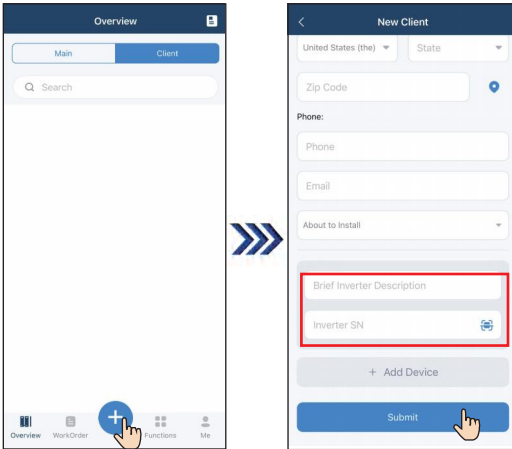 Overview
Main Client
Search
Overview WorkOrder Functions Me
New Client
United States (the) State
Zip Code
Phone:
Phone
Email
About to Install
Brief Inverter Description
Inverter SN
+ Add Device
Submit